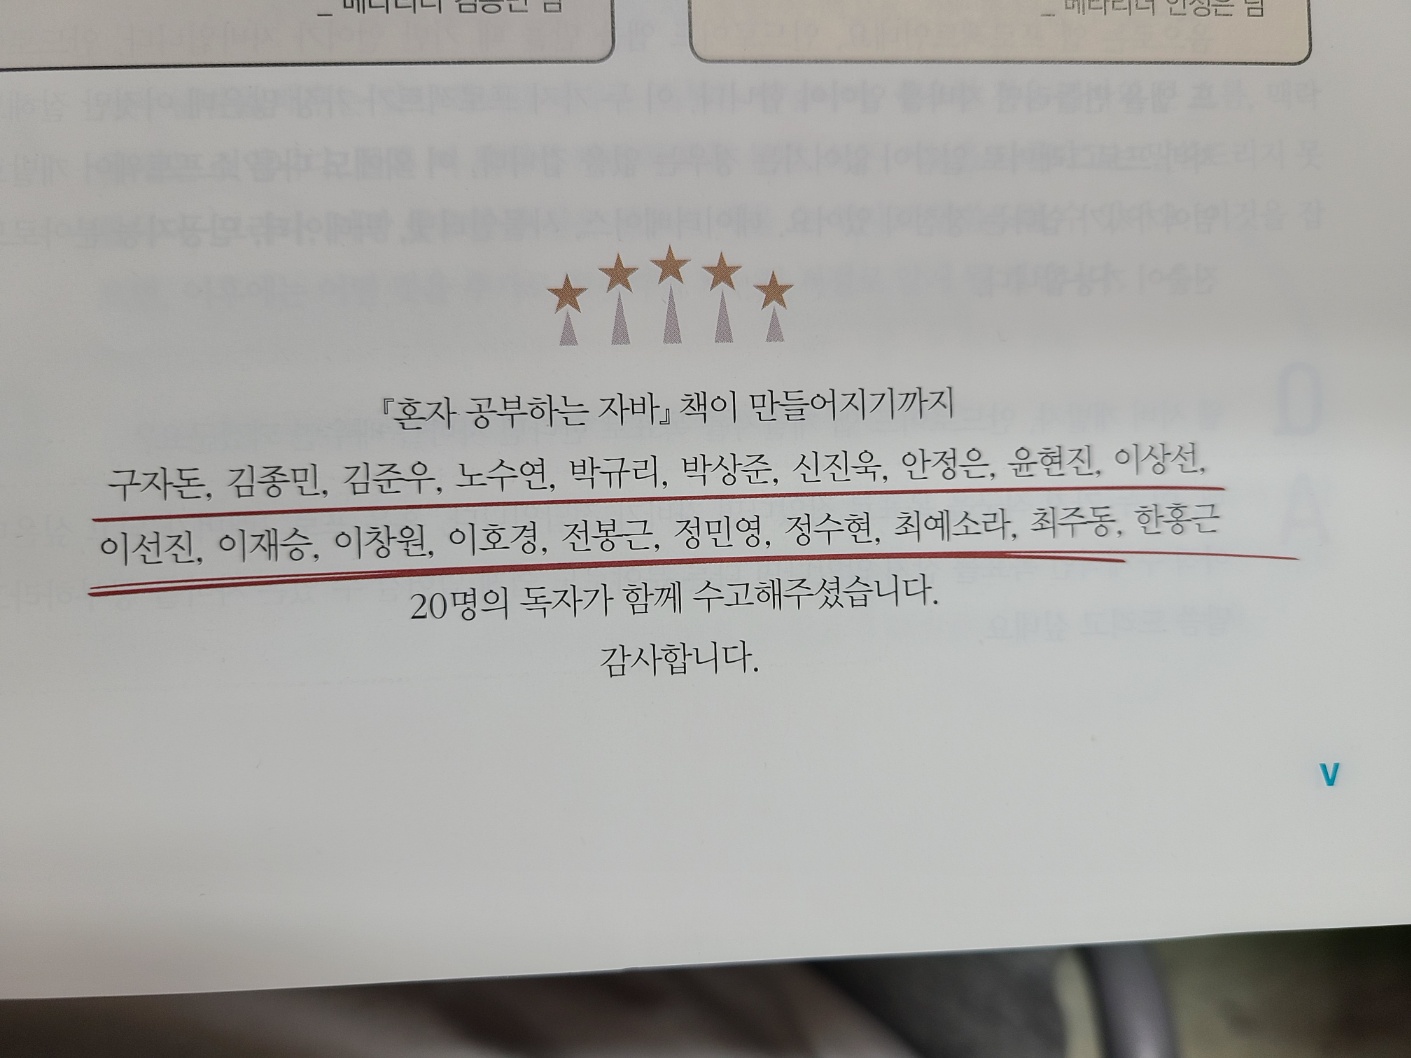 _ 베타리더 김종민 님
_ 베타리더 안정은 님
『혼자 공부하는 자바』 책이 만들어지기까지
구자돈, 김종민, 김준우, 노수연, 박규리, 박상준, 신진욱, 안정은, 윤현진, 이상선,
이선진, 이재승, 이창원, 이호경, 전봉근, 정민영, 정수현, 최예소라, 최주동, 한홍근
20명의 독자가 함께 수고해주셨습니다.
감사합니다.
V